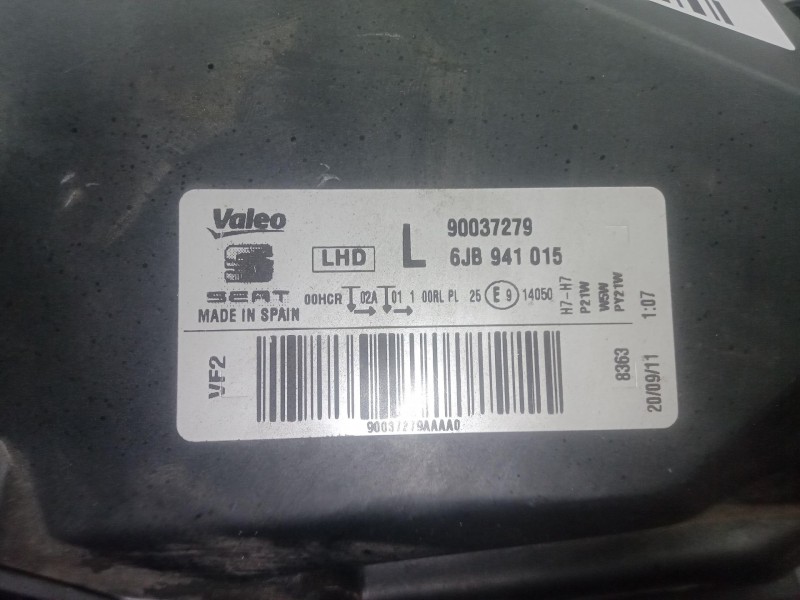 Valeo
SEAT
MADE IN SPAIN
LHD
L
90037279
6JB 941 015
00HCR 02A 01 1 00RL PL 25 E 9 14050
H7-H7
P21W
W5W
PY21W
VF2
90037279AAAA0
8363
20/09/11 1:07